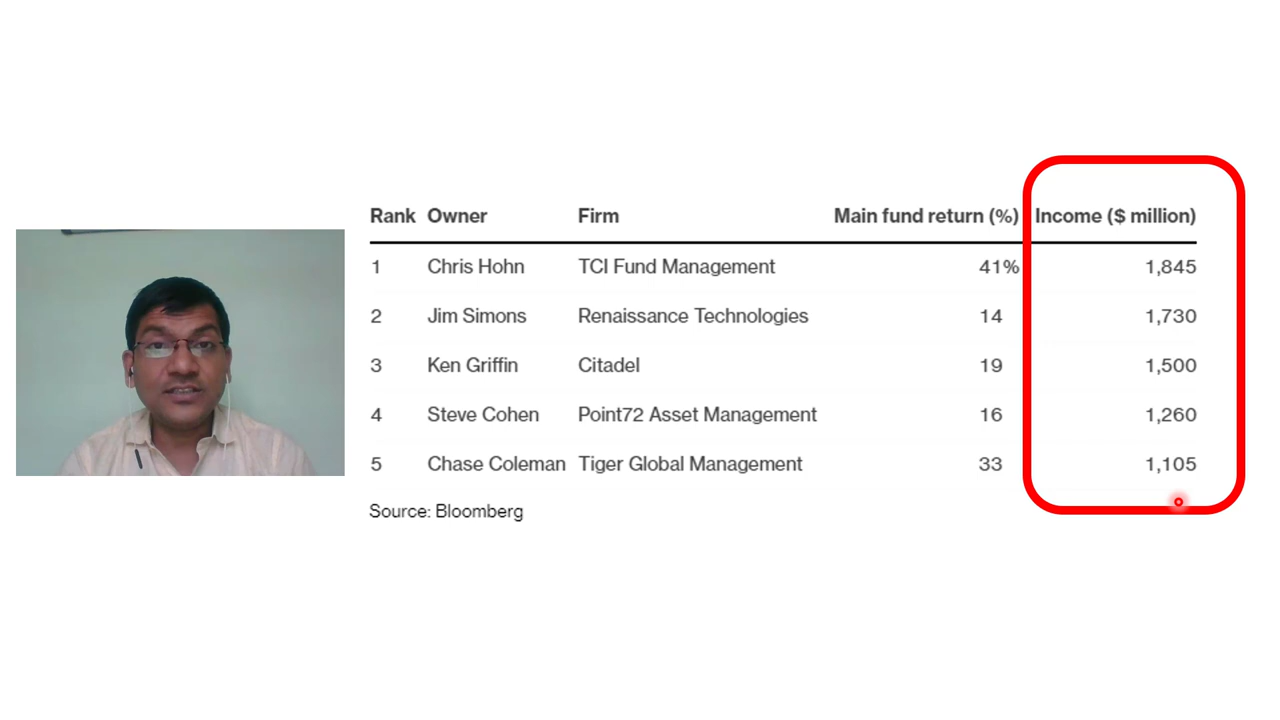 Rank Owner Firm Main fund return (%) Income ($ million)
1 Chris Hohn TCI Fund Management 41% 1,845
2 Jim Simons Renaissance Technologies 14 1,730
3 Ken Griffin Citadel 19 1,500
4 Steve Cohen Point72 Asset Management 16 1,260
5 Chase Coleman Tiger Global Management 33 1,105
Source: Bloomberg